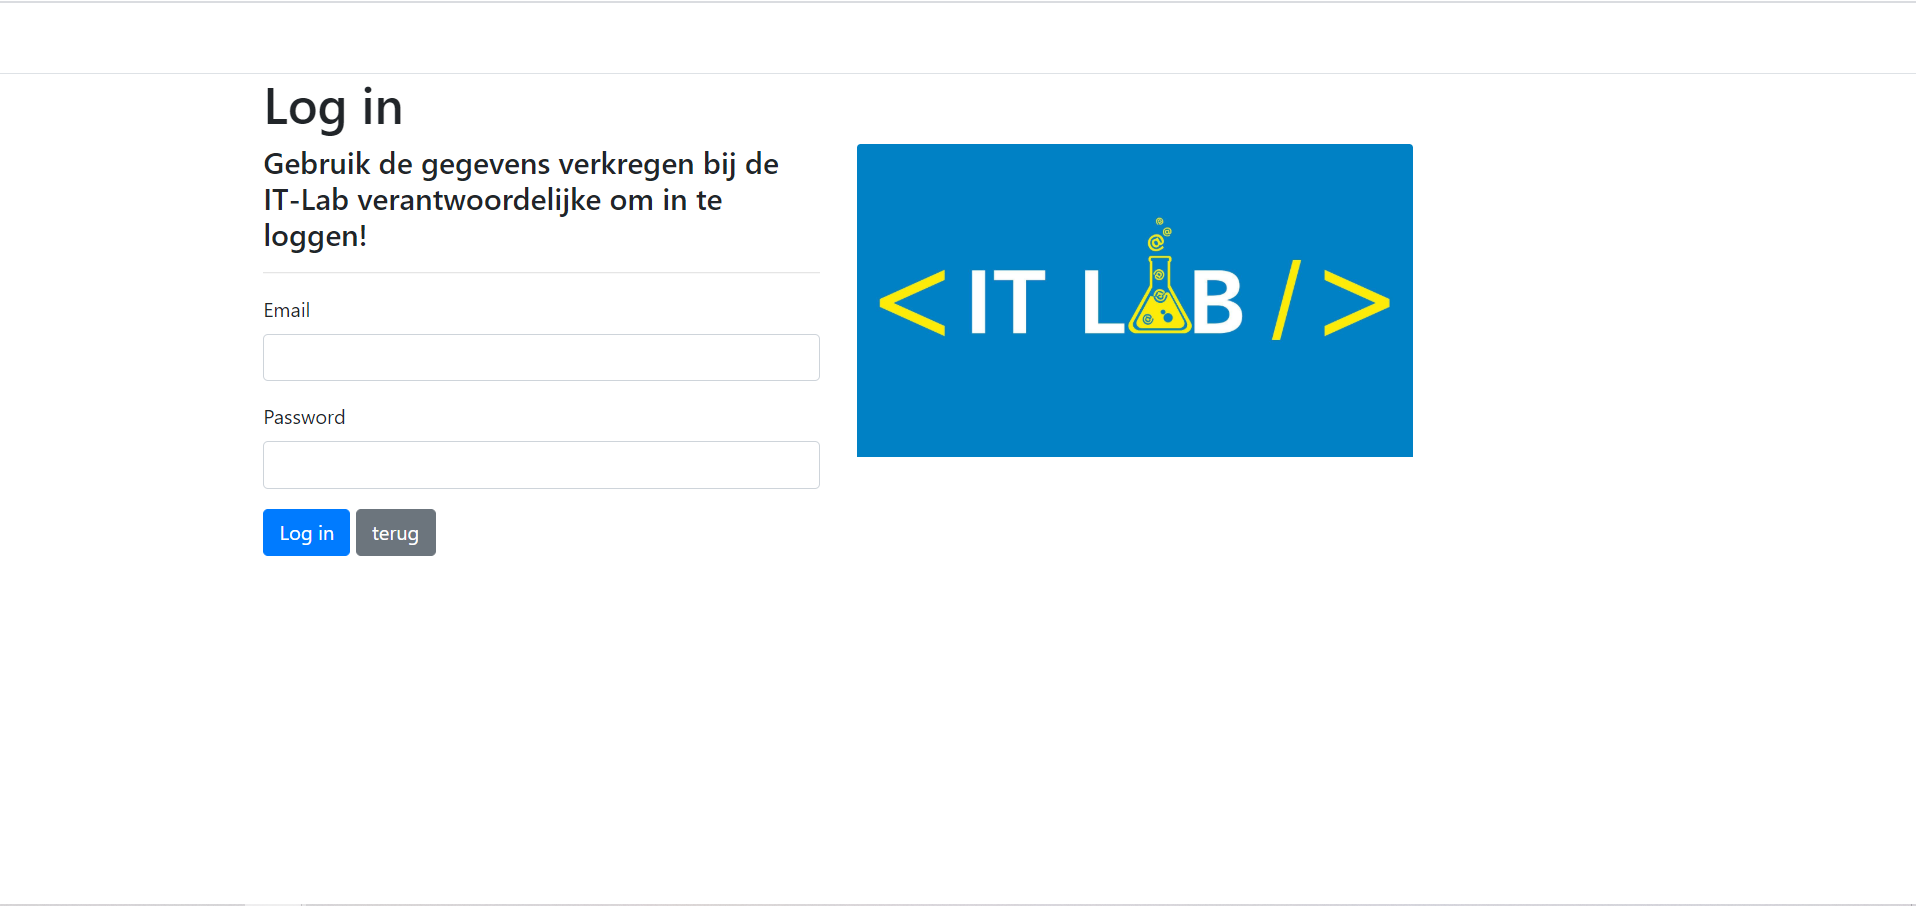 Log in
Gebruik de gegevens verkregen bij de
IT-Lab verantwoordelijke om in te
loggen!
Email
Password
Log in terug
< IT LAB />